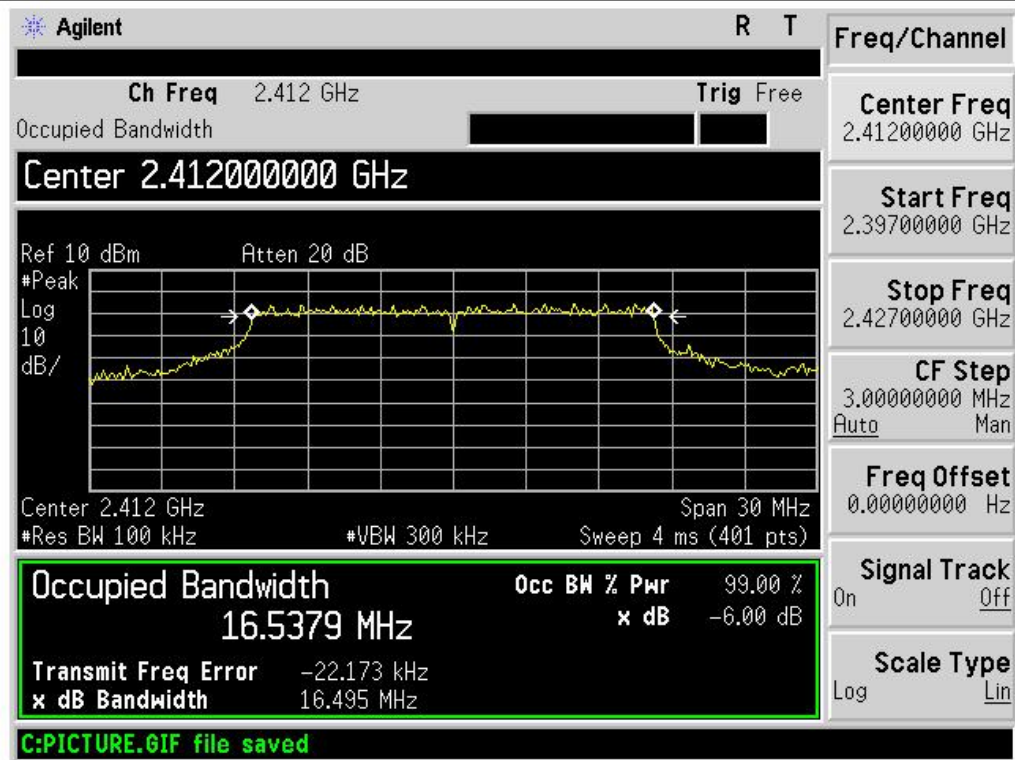 Agilent
R T
Ch Freq 2.412 GHz
Trig Free
Occupied Bandwidth
Center 2.412000000 GHz
Ref 10 dBm
Atten 20 dB
#Peak
Log
10
dB/
Center 2.412 GHz
Span 30 MHz
#Res BW 100 kHz
#VBW 300 kHz
Sweep 4 ms (401 pts)
Occupied Bandwidth
16.5379 MHz
Occ BW % Pwr 99.00 %
x dB -6.00 dB
Transmit Freq Error -22.173 kHz
x dB Bandwidth 16.495 MHz
C:PICTURE.GIF file saved
Freq/Channel
Center Freq
2.41200000 GHz
Start Freq
2.39700000 GHz
Stop Freq
2.42700000 GHz
CF Step
3.00000000 MHz
Auto Man
Freq Offset
0.00000000 Hz
Signal Track
On Off
Scale Type
Log Lin